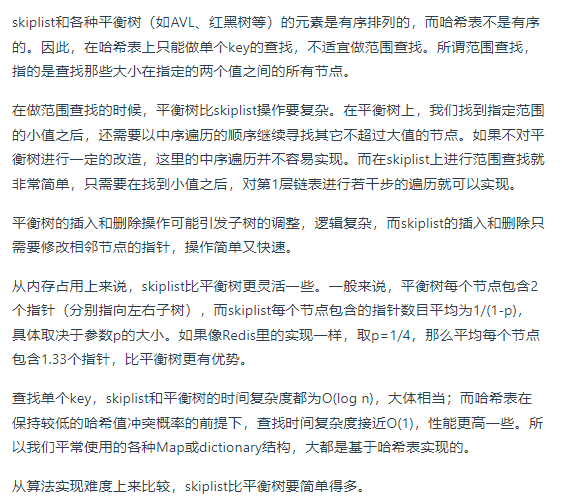 skiplist和各种平衡树（如AVL、红黑树等）的元素是有序排列的，而哈希表不是有序
的。因此，在哈希表上只能做单个key的查找，不适宜做范围查找。所谓范围查找，
指的是查找那些大小在指定的两个值之间的所有节点。
在做范围查找的时候，平衡树比skiplist操作要复杂。在平衡树上，我们找到指定范围
的小值之后，还需要以中序遍历的顺序继续寻找其它不超过大值的节点。如果不对平
衡树进行一定的改造，这里的中序遍历并不容易实现。而在skiplist上进行范围查找就
非常简单，只需要在找到小值之后，对第1层链表进行若干步的遍历就可以实现。
平衡树的插入和删除操作可能引发子树的调整，逻辑复杂，而skiplist的插入和删除只
需要修改相邻节点的指针，操作简单又快速。
从内存占用上来说，skiplist比平衡树更灵活一些。一般来说，平衡树每个节点包含2
个指针（分别指向左右子树），而skiplist每个节点包含的指针数目平均为1/(1-p)，
具体取决于参数p的大小。如果像Redis里的实现一样，取p=1/4，那么平均每个节点
包含1.33个指针，比平衡树更有优势。
查找单个key，skiplist和平衡树的时间复杂度都为O(log n)，大体相当；而哈希表在
保持较低的哈希值冲突概率的前提下，查找时间复杂度接近O(1)，性能更高一些。所
以我们平常使用的各种Map或dictionary结构，大都是基于哈希表实现的。
从算法实现难度上来比较，skiplist比平衡树要简单得多。